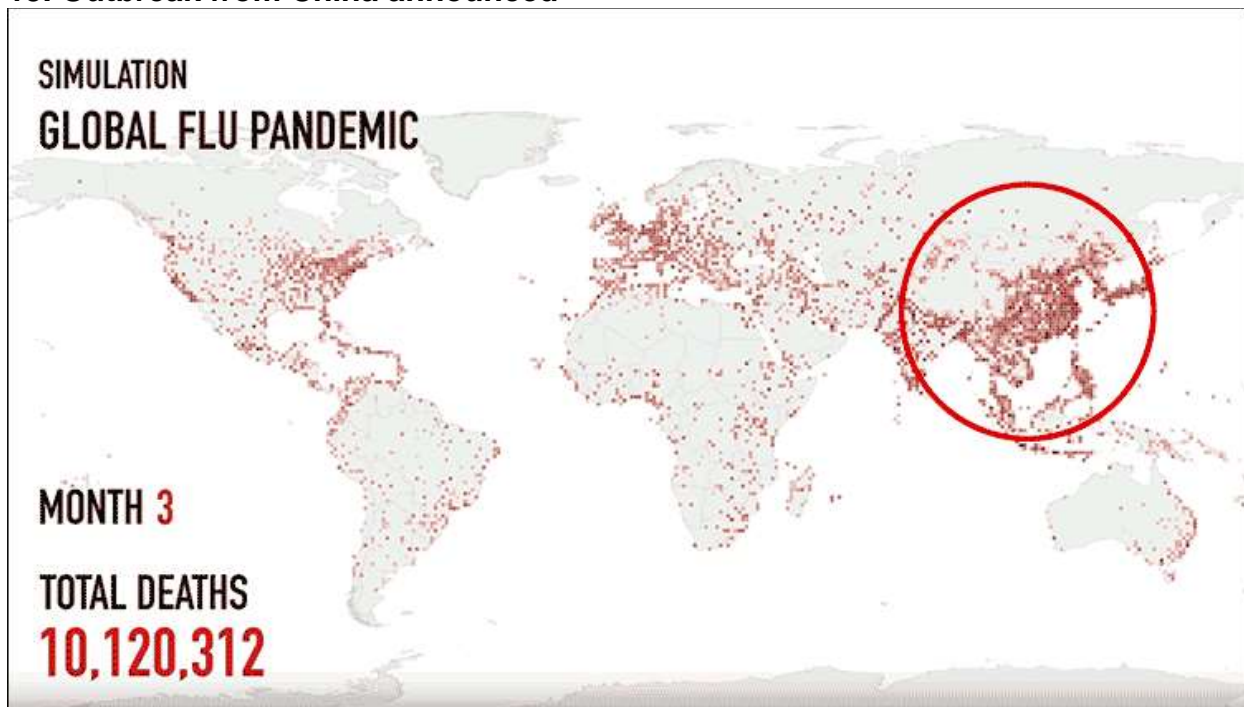 SIMULATION
GLOBAL FLU PANDEMIC
MONTH 3
TOTAL DEATHS
10,120,312